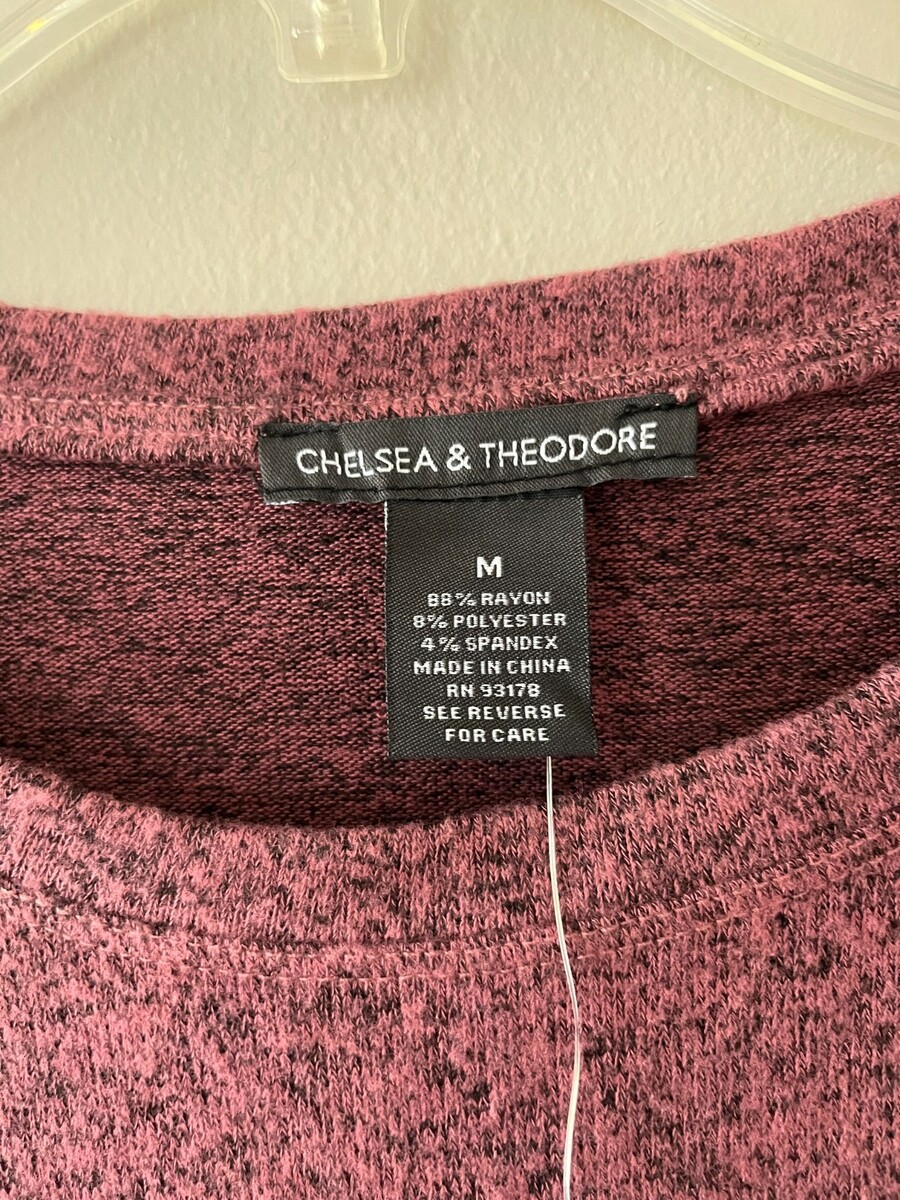 CHELSEA & THEODORE
M
88% RAYON
8% POLYESTER
4% SPANDEX
MADE IN CHINA
RN 93178
SEE REVERSE
FOR CARE